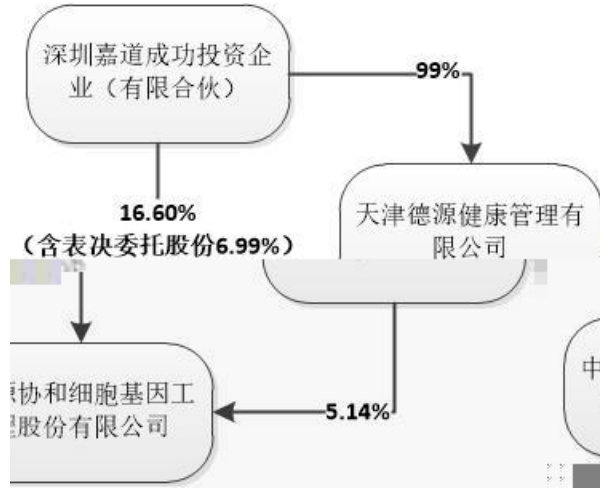 深圳嘉道成功投资企
业（有限合伙）
99%
16.60%
（含表决委托股份6.99%）
天津德源健康管理有
限公司
协和细胞基因工
股份有限公司
5.14%
中